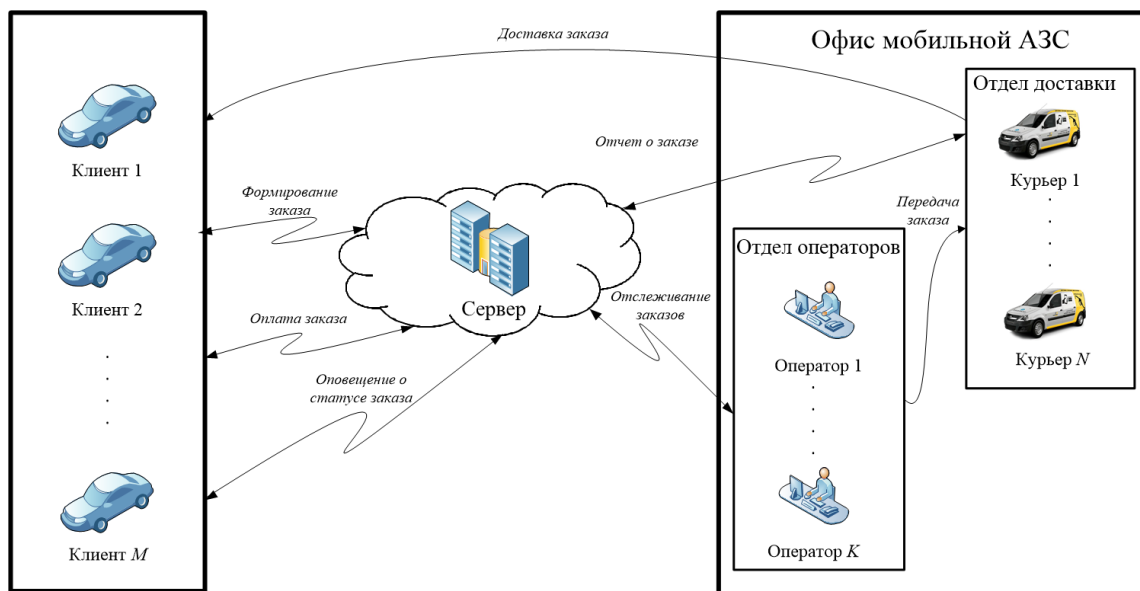 Доставка заказа
Офис мобильной АЗС
Отдел доставки
Клиент 1
Отчет о заказе
Курьер 1
Формирование
заказа
Передача
заказа
Отдел операторов
Клиент 2
Сервер
Отслеживание
заказов
Оплата заказа
Оператор 1
Курьер N
Оповещение о
статусе заказа
Клиент M
Оператор K